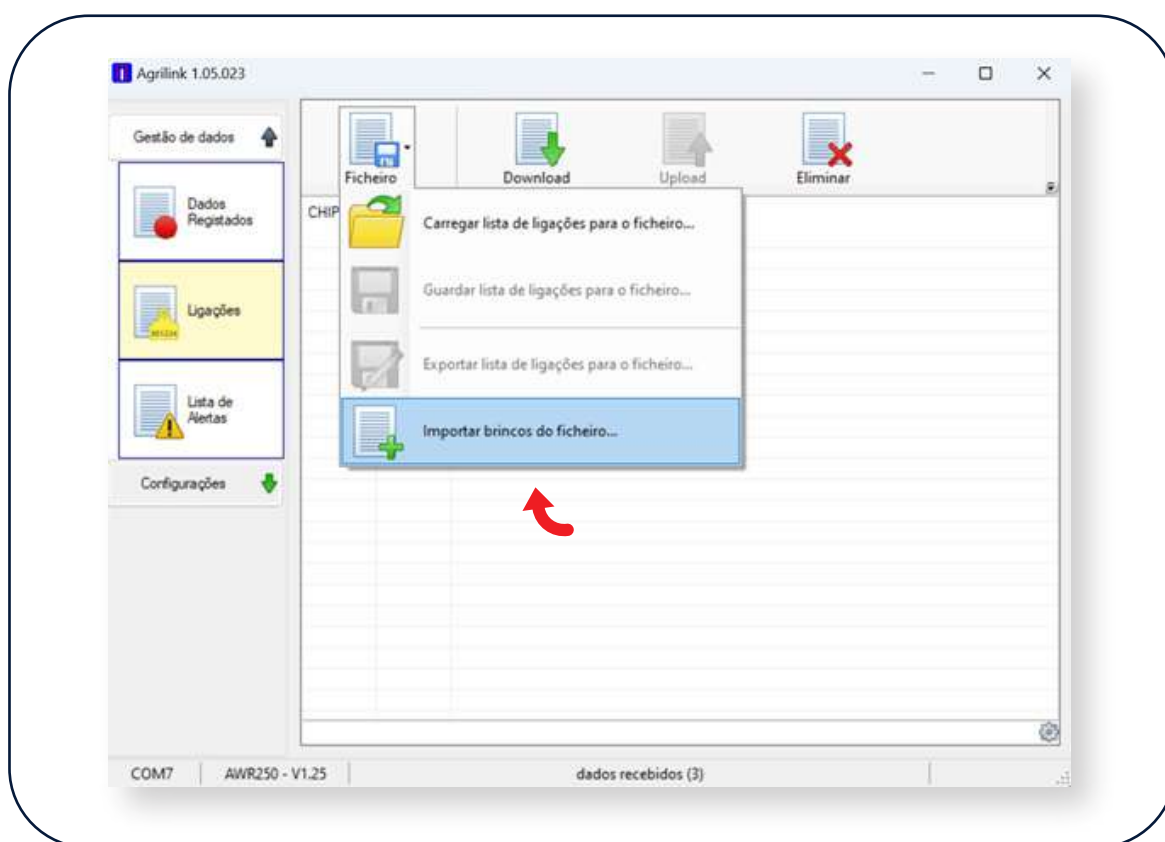 Agrilink 1.05.023
Gestão de dados
Dados
Registados
Ligações
Lista de
Alertas
Configurações
Ficheiro
Download
Upload
Eliminar
CHIP
Carregar lista de ligações para o ficheiro...
Guardar lista de ligações para o ficheiro...
Exportar lista de ligações para o ficheiro...
Importar brincos do ficheiro...
COM7
AWR250 - V1.25
dados recebidos (3)